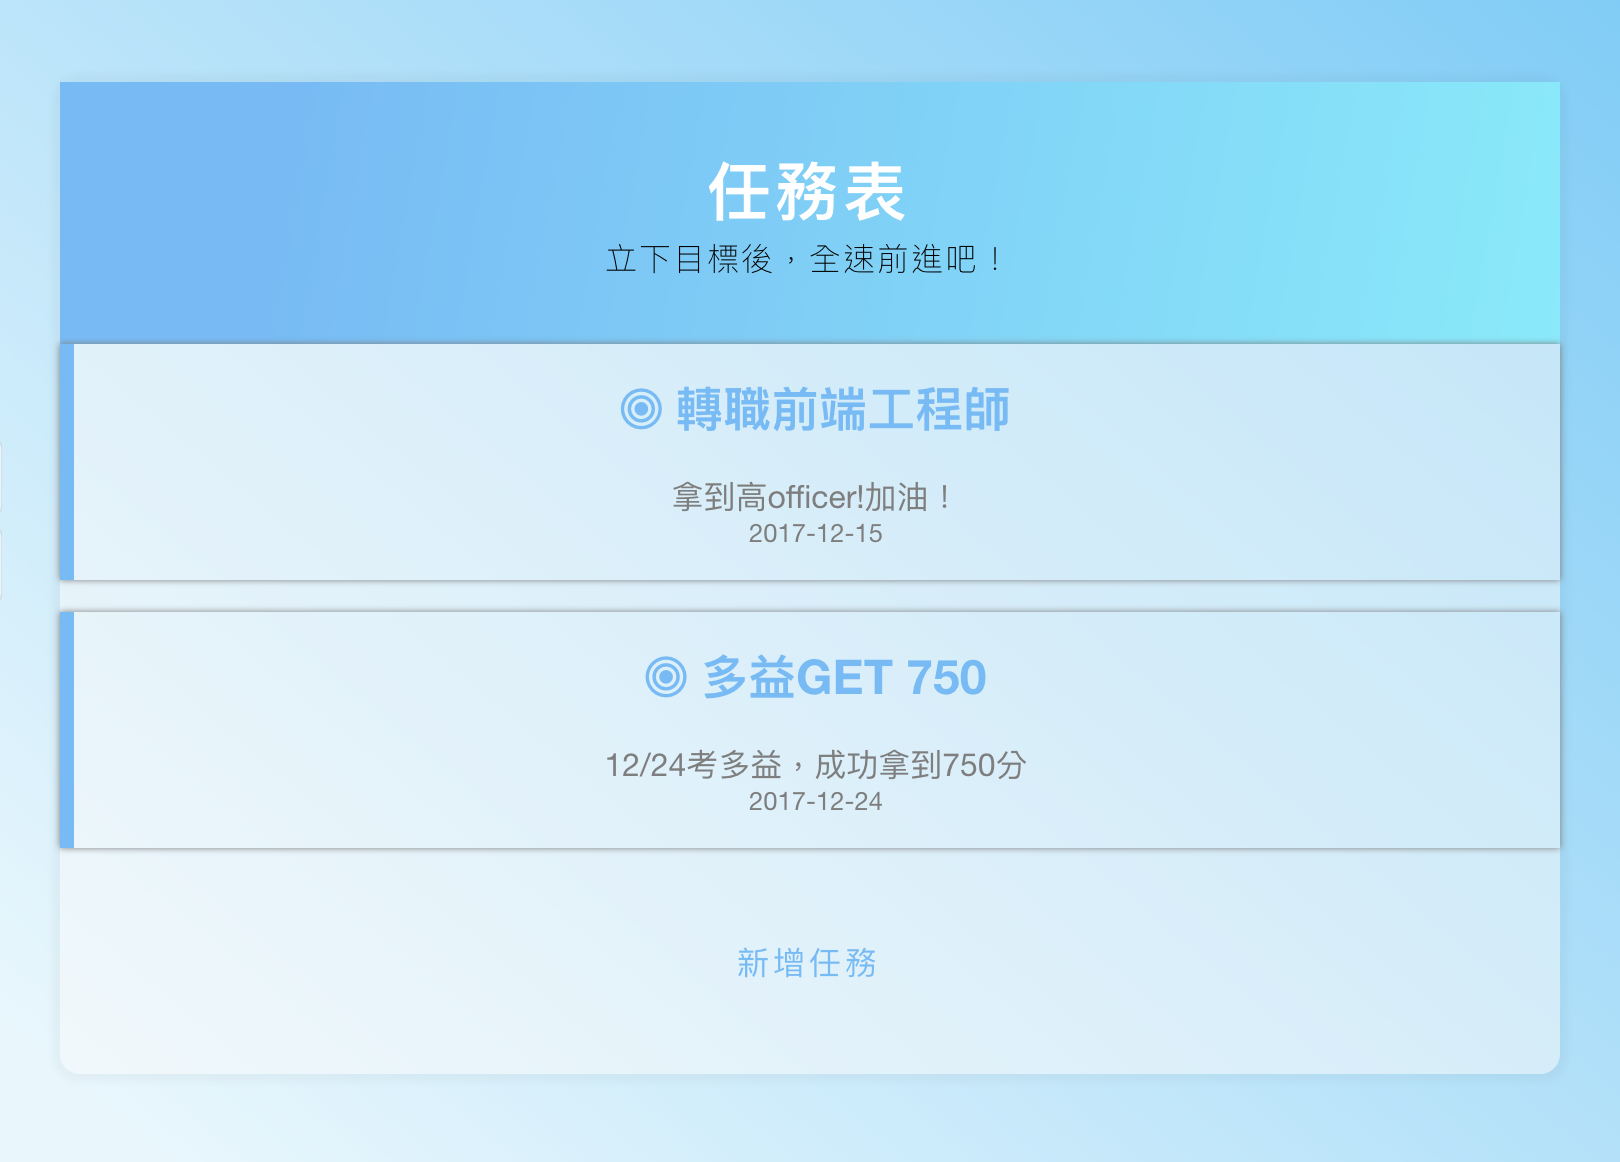 任務表
立下目標後，全速前進吧！
轉職前端工程師
拿到高officer!加油！
2017-12-15
多益GET 750
12/24考多益，成功拿到750分
2017-12-24
新增任務